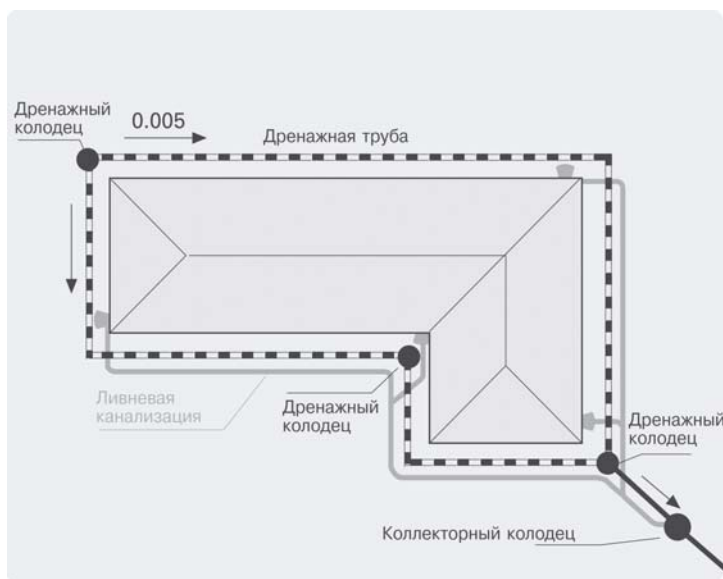 Дренажный
колодец
0.005
Дренажная труба
Ливневая
канализация
Дренажный
колодец
Дренажный
колодец
Коллекторный колодец